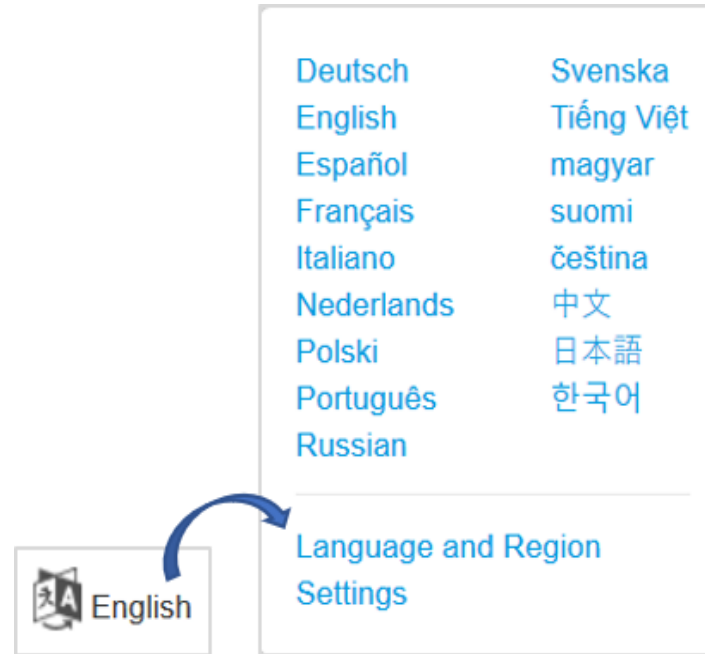 Deutsch
English
Español
Français
Italiano
Nederlands
Polski
Português
Russian
Svenska
Tiếng Việt
magyar
suomi
čeština
中文
日本語
한국어
Language and Region
Settings
English